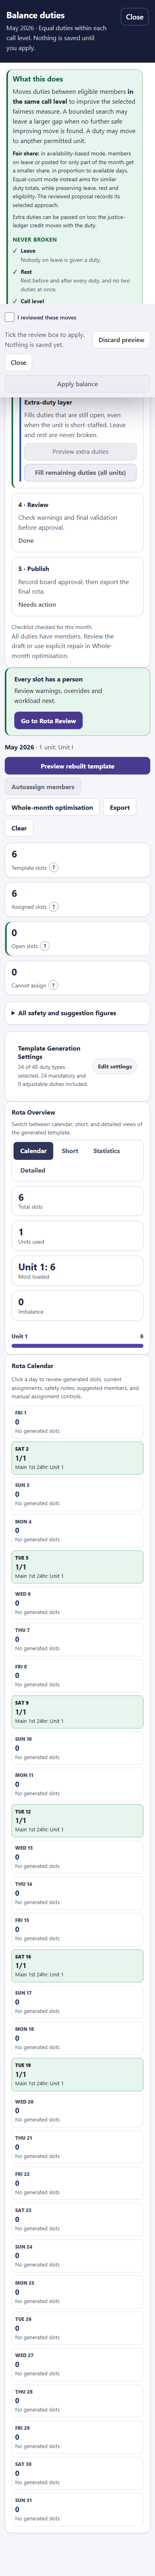 Balance duties
Close
May 2026 · Equal duties within each
call level. Nothing is saved until
you apply.
What this does
Moves duties between eligible members in
the same call level to improve the selected
fairness measure. A bounded search may
leave a larger gap when no further safe
improving move is found. A duty may move
to another permitted unit.
Fair share: in availability-based mode, members
on leave or posted for only part of the month get
a smaller share, in proportion to available days.
Equal-count mode instead aims for similar
duty totals, while preserving leave, rest and
eligibility. The reviewed proposal records its
selected approach.
Extra duties can be passed on too: the justice-
ledger credit moves with the duty.
NEVER BROKEN
✓ Leave
Nobody on leave is given a duty.
✓ Rest
Rest before and after every duty, and no two
duties at once.
✓ Call level
I reviewed these moves
Tick the review box to apply.
Nothing is saved yet.
Discard preview
Close
Apply balance
Extra-duty layer
Fills duties that are still open, even
when the unit is short-staffed. Leave
and rest are never broken.
Preview extra duties
Fill remaining duties (all units)
4 · Review
Check warnings and final validation
before approval.
Done
5 · Publish
Record board approval, then export the
final rota.
Needs action
Checklist checked for this month.
All duties have members. Review the
draft or use explicit repair in Whole-
month optimisation.
Every slot has a person
Review warnings, overrides and
workload next.
Go to Rota Review
May 2026 · 1 unit: Unit I
Preview rebuilt template
Autoassign members
Whole-month optimisation
Export
Clear
6
Template slots ?
6
Assigned slots ?
0
Open slots ?
0
Cannot assign ?
▶ All safety and suggestion figures
Template Generation
Settings
24 of 40 duty types
selected, 24 mandatory and
0 adjustable duties included.
Edit settings
Rota Overview
Switch between calendar, short, and detailed views of
the generated template.
Calendar
Short
Statistics
Detailed
6
Total slots
1
Units used
Unit 1: 6
Most loaded
0
Imbalance
Unit 1
6
Rota Calendar
Click a day to review generated slots, current
assignments, safety notes, suggested members, and
manual assignment controls.
FRI 1
0
No generated slots
SAT 2
1/1
Main 1st 24hr: Unit 1
SUN 3
0
No generated slots
MON 4
0
No generated slots
TUE 5
1/1
Main 1st 24hr: Unit 1
WED 6
0
No generated slots
THU 7
0
No generated slots
FRI 8
0
No generated slots
SAT 9
1/1
Main 1st 24hr: Unit 1
SUN 10
0
No generated slots
MON 11
0
No generated slots
TUE 12
1/1
Main 1st 24hr: Unit 1
WED 13
0
No generated slots
THU 14
0
No generated slots
FRI 15
0
No generated slots
SAT 16
1/1
Main 1st 24hr: Unit 1
SUN 17
0
No generated slots
MON 18
0
No generated slots
TUE 19
1/1
Main 1st 24hr: Unit 1
WED 20
0
No generated slots
THU 21
0
No generated slots
FRI 22
0
No generated slots
SAT 23
0
No generated slots
SUN 24
0
No generated slots
MON 25
0
No generated slots
TUE 26
0
No generated slots
WED 27
0
No generated slots
THU 28
0
No generated slots
FRI 29
0
No generated slots
SAT 30
0
No generated slots
SUN 31
0
No generated slots